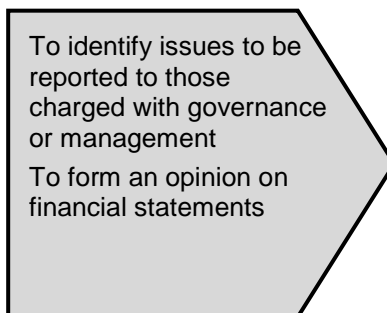 To identify issues to be
reported to those
charged with governance
or management
To form an opinion on
financial statements